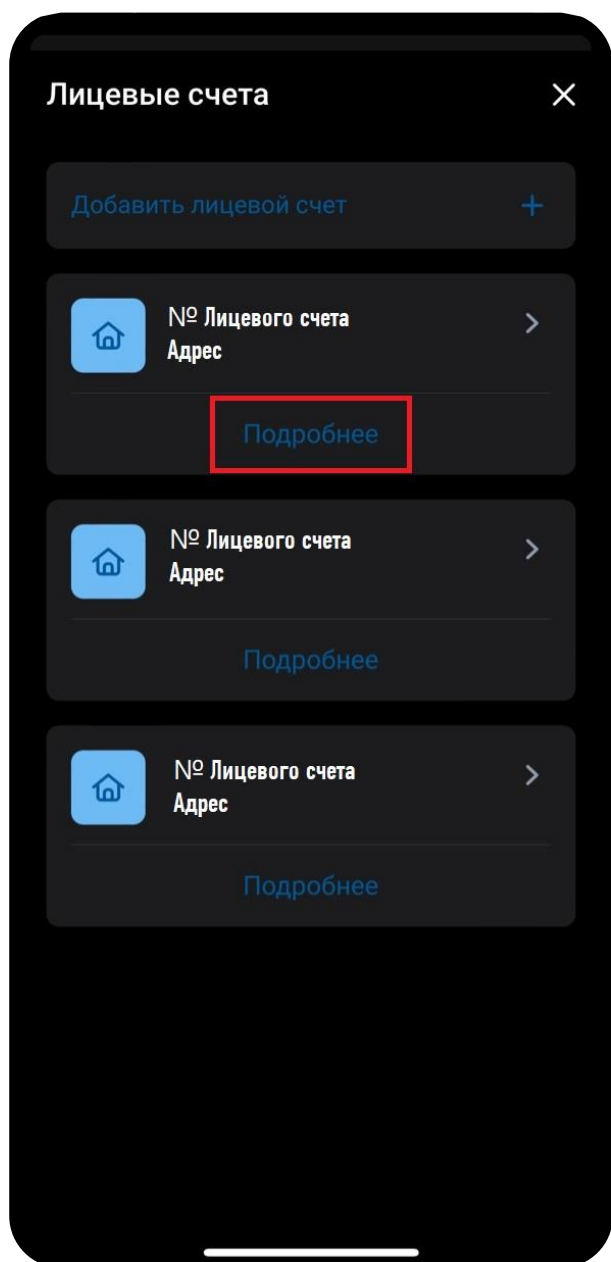 Лицевые счета
Добавить лицевой счет
№ Лицевого счета
Адрес
Подробнее
№ Лицевого счета
Адрес
Подробнее
№ Лицевого счета
Адрес
Подробнее